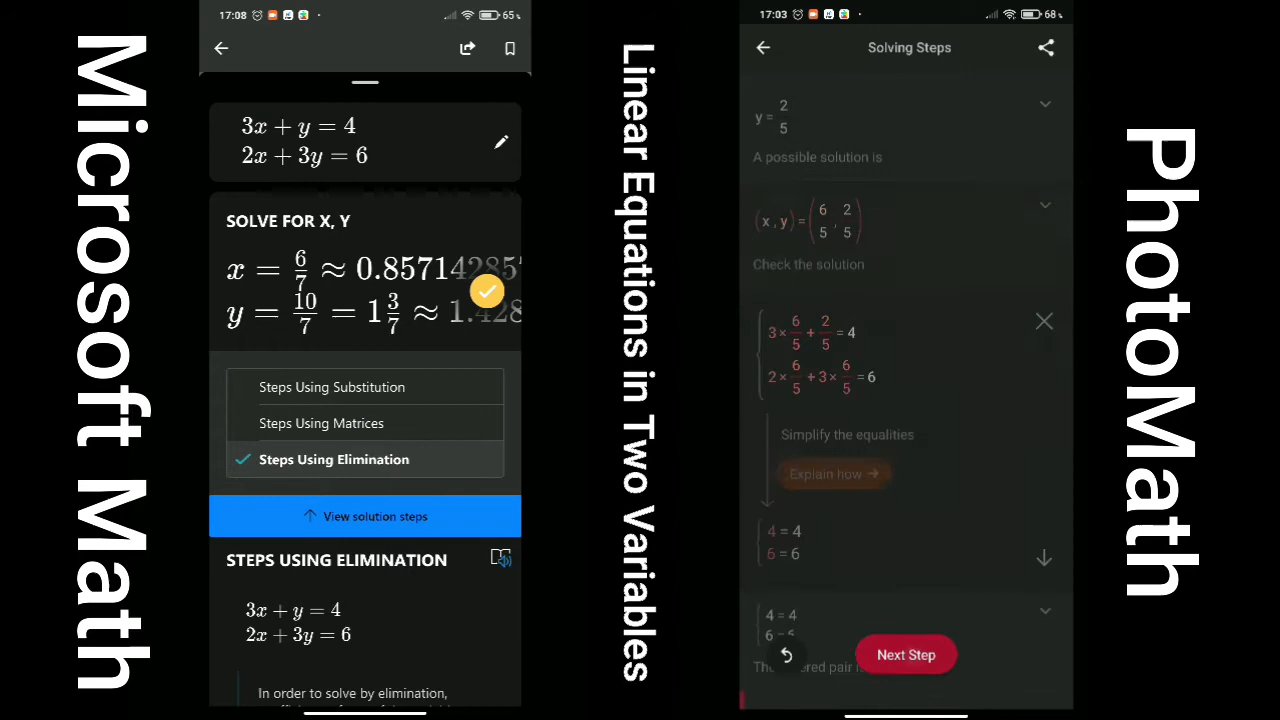 Microsoft Math
17:08
65%
3x + y = 4
2x + 3y = 6
SOLVE FOR X, Y
x = 6/7 ≈ 0.857142857
y = 10/7 = 1 3/7 ≈ 1.428
Steps Using Substitution
Steps Using Matrices
Steps Using Elimination
View solution steps
STEPS USING ELIMINATION
3x + y = 4
2x + 3y = 6
In order to solve by elimination,
Linear Equations in Two Variables
17:03
68%
Solving Steps
y = 2/5
A possible solution is
(x, y) = (6/5, 2/5)
Check the solution
3 × 6/5 + 2/5 = 4
2 × 6/5 + 3 × 6/5 = 6
Simplify the equalities
Explain how →
4 = 4
6 = 6
4 = 4
6 = 6
Next Step
PhotoMath